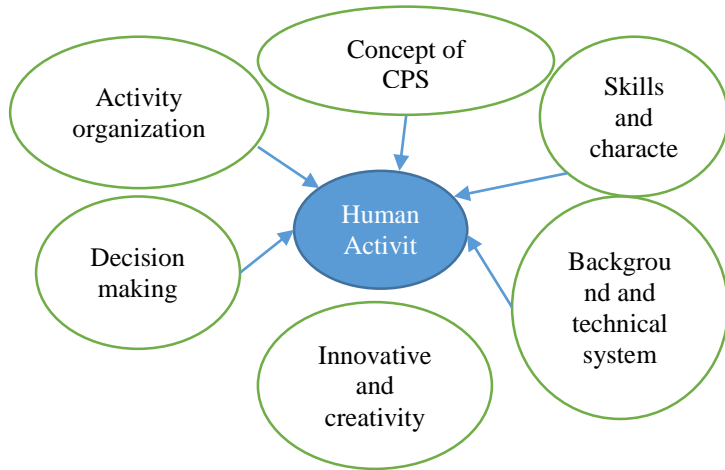 Concept of
CPS
Activity
organization
Skills
and
characte
Human
Activit
Decision
making
Backgrou
nd and
technical
system
Innovative
and
creativity